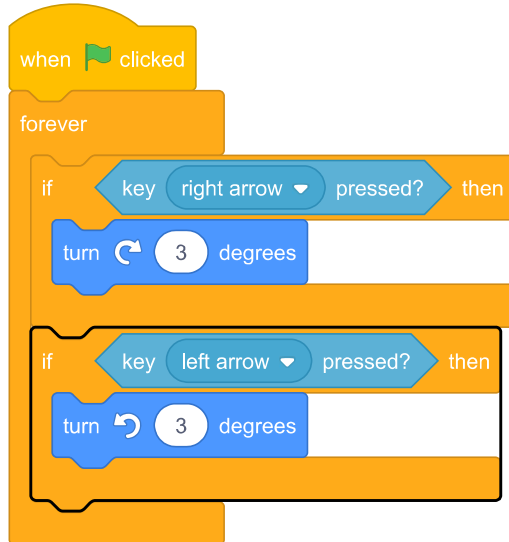 when clicked
forever
if key right arrow pressed? then
turn 3 degrees
if key left arrow pressed? then
turn 3 degrees